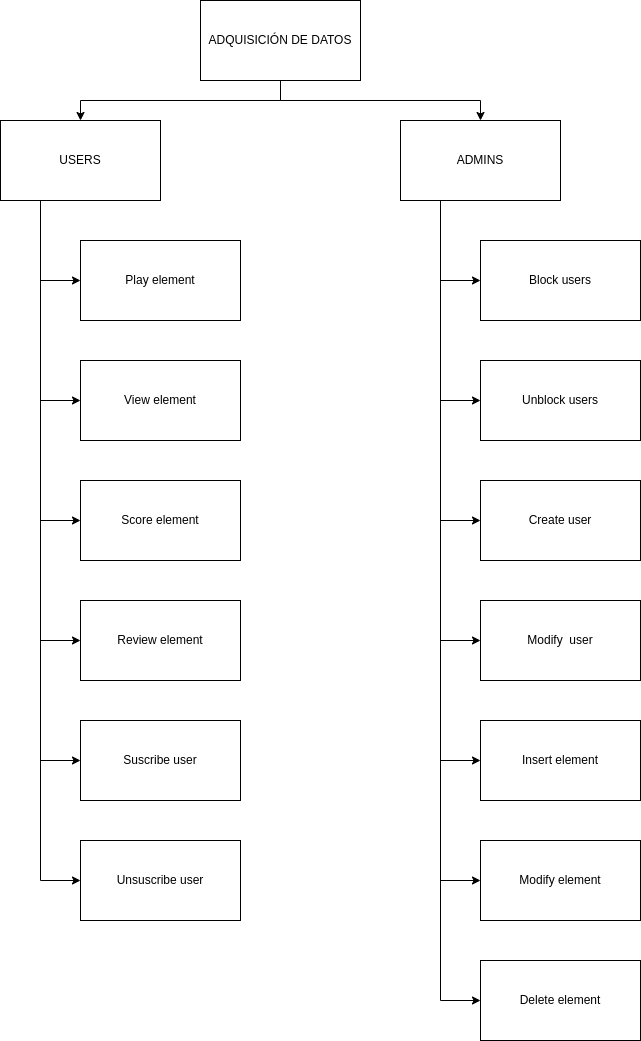 ADQUISICIÓN DE DATOS
USERS
Play element
View element
Score element
Review element
Suscribe user
Unsuscribe user
ADMINS
Block users
Unblock users
Create user
Modify  user
Insert element
Modify element
Delete element